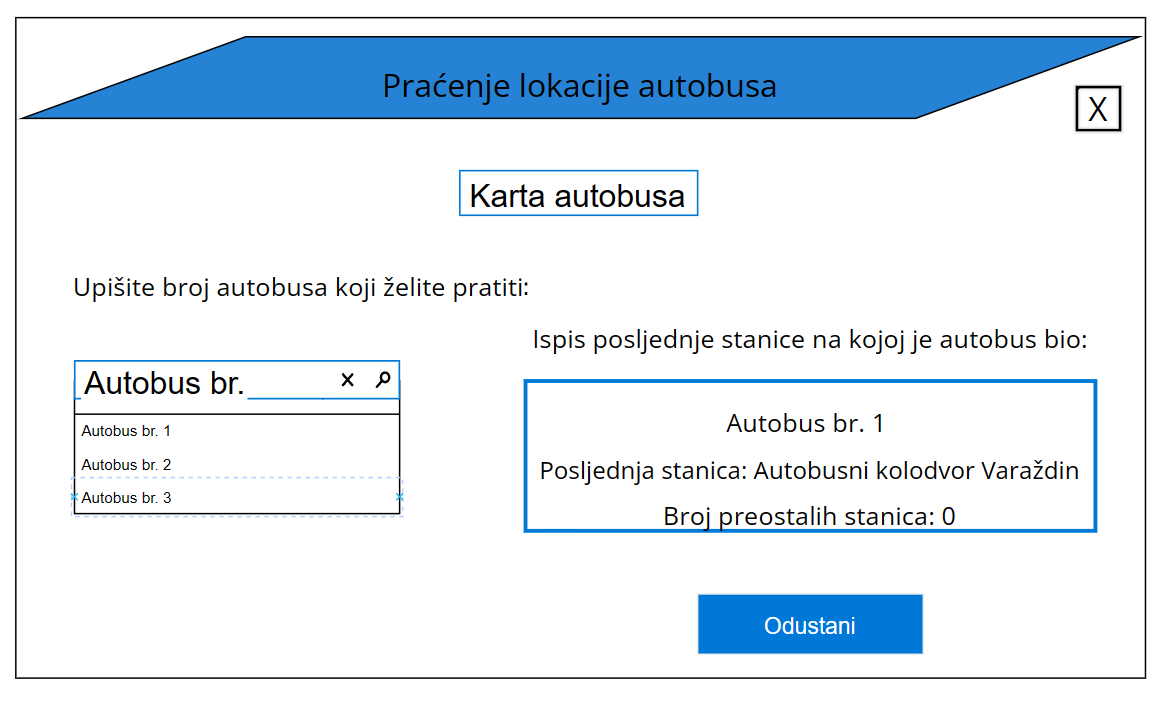 Praćenje lokacije autobusa
X
Karta autobusa
Upišite broj autobusa koji želite pratiti:
Ispis posljednje stanice na kojoj je autobus bio:
Autobus br.
Autobus br. 1
Autobus br. 2
Autobus br. 3
Autobus br. 1
Posljednja stanica: Autobusni kolodvor Varaždin
Broj preostalih stanica: 0
Odustani